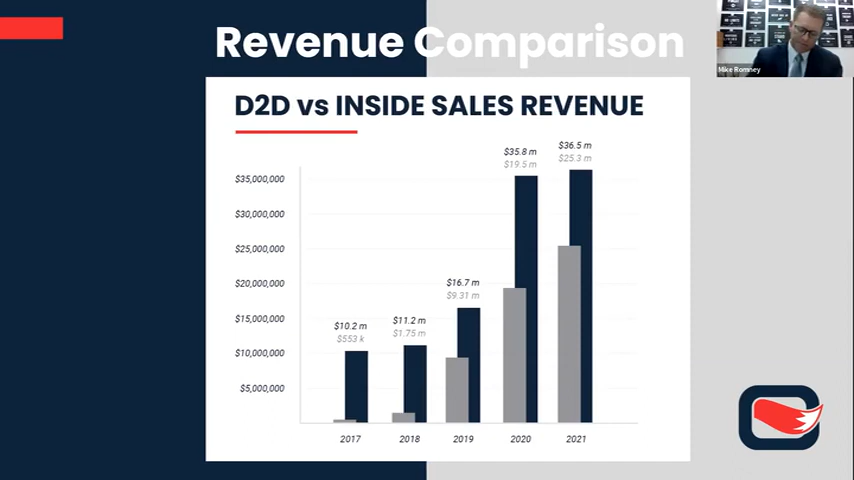 Revenue Comparison
Mike Romney
D2D vs INSIDE SALES REVENUE
$35,000,000
$30,000,000
$25,000,000
$20,000,000
$15,000,000
$10,000,000
$5,000,000
$10.2 m
$553 k
$11.2 m
$1.75 m
$16.7 m
$9.31 m
$35.8 m
$19.5 m
$36.5 m
$25.3 m
2017
2018
2019
2020
2021